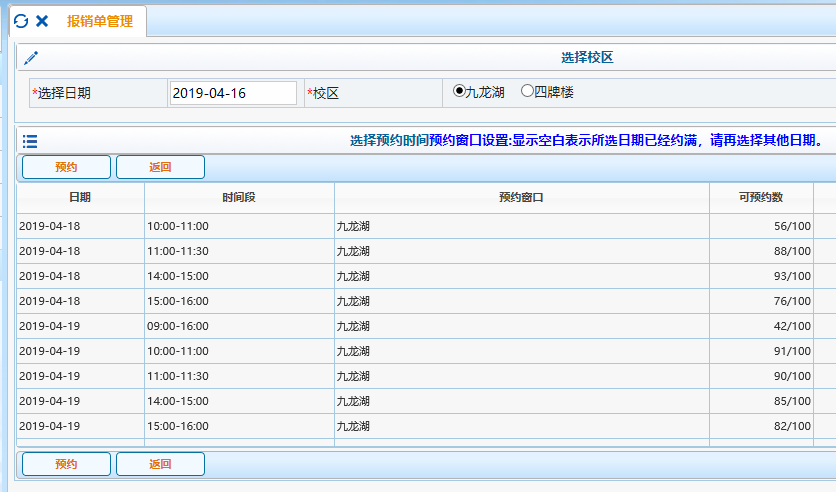 报销单管理
选择校区
*选择日期 2019-04-16 *校区 九龙湖 四牌楼
选择预约时间预约窗口设置:显示空白表示所选日期已经约满，请再选择其他日期。
预约 返回
日期 时间段 预约窗口 可预约数
2019-04-18 10:00-11:00 九龙湖 56/100
2019-04-18 11:00-11:30 九龙湖 88/100
2019-04-18 14:00-15:00 九龙湖 93/100
2019-04-18 15:00-16:00 九龙湖 76/100
2019-04-19 09:00-16:00 九龙湖 42/100
2019-04-19 10:00-11:00 九龙湖 91/100
2019-04-19 11:00-11:30 九龙湖 90/100
2019-04-19 14:00-15:00 九龙湖 85/100
2019-04-19 15:00-16:00 九龙湖 82/100
预约 返回